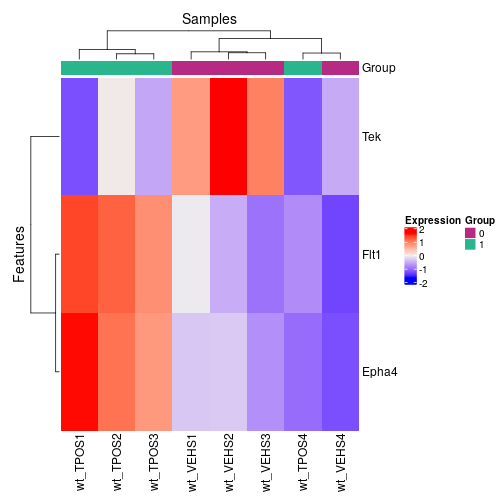 Samples
Group
Tek
Flt1
Epha4
Features
Expression
2
1
0
-1
-2
Group
0
1
wt_TPOS1
wt_TPOS2
wt_TPOS3
wt_VEHS1
wt_VEHS2
wt_VEHS3
wt_TPOS4
wt_VEHS4